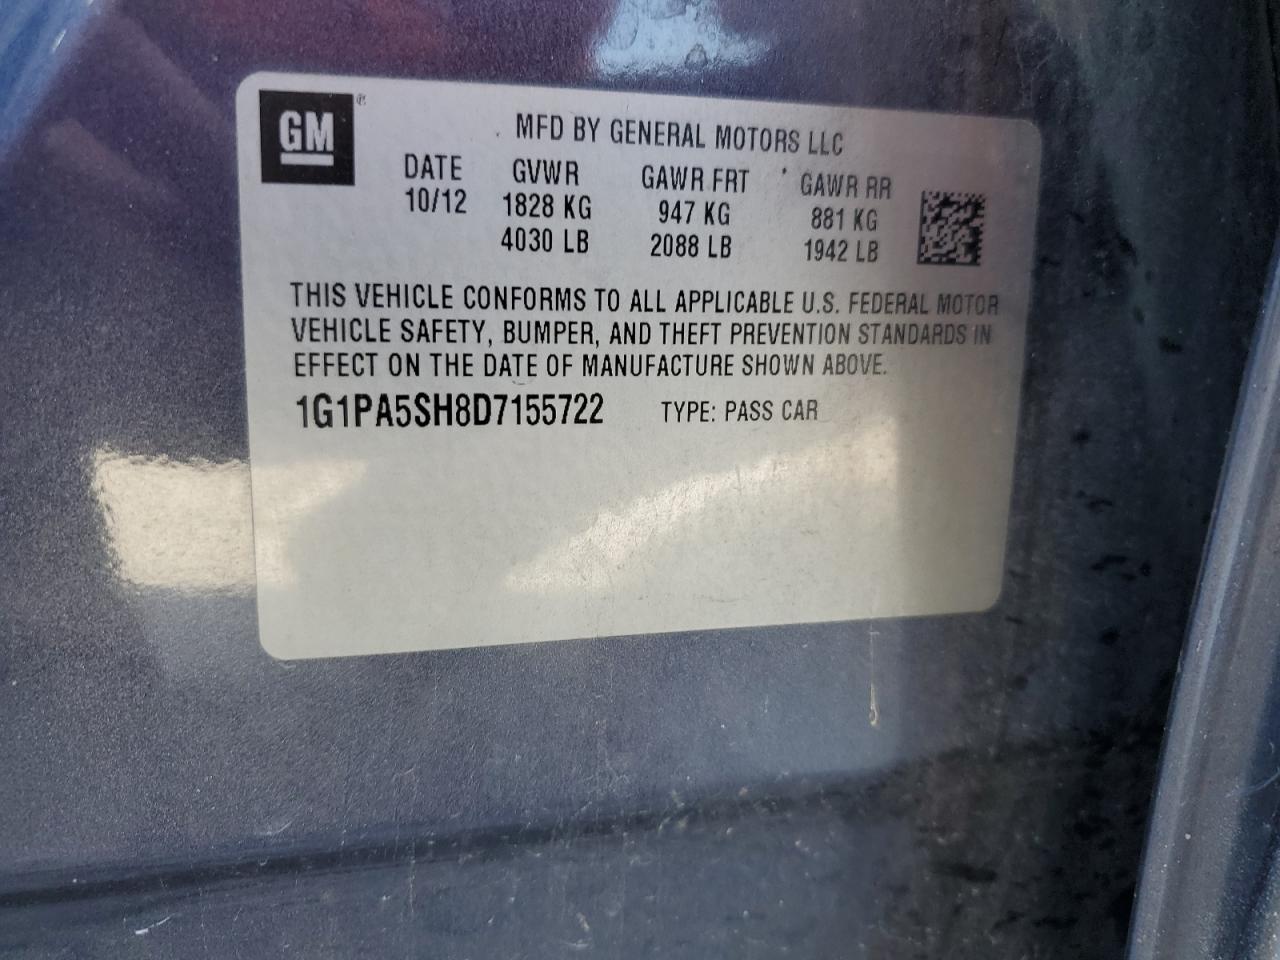 GM ®
MFD BY GENERAL MOTORS LLC
DATE GVWR GAWR FRT GAWR RR
10/12 1828 KG 947 KG 881 KG
4030 LB 2088 LB 1942 LB
THIS VEHICLE CONFORMS TO ALL APPLICABLE U.S. FEDERAL MOTOR
VEHICLE SAFETY, BUMPER, AND THEFT PREVENTION STANDARDS IN
EFFECT ON THE DATE OF MANUFACTURE SHOWN ABOVE.
1G1PA5SH8D7155722 TYPE: PASS CAR